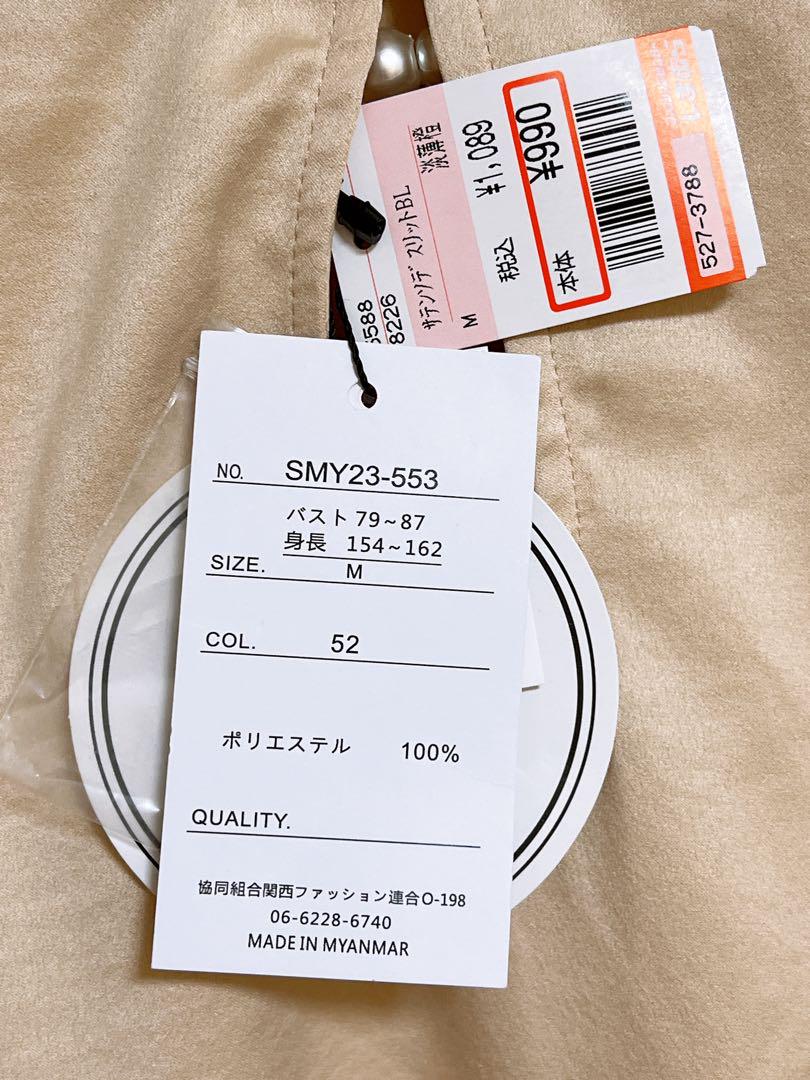 527-3788
本体 ¥990
税込 ¥1,089
サテンソデ スリットBL
淡薄橙
M
5588
8226
NO. SMY23-553
バスト 79~87
身長 154~162
SIZE. M
COL. 52
ポリエステル 100%
QUALITY.
協同組合関西ファッション連合O-198
06-6228-6740
MADE IN MYANMAR